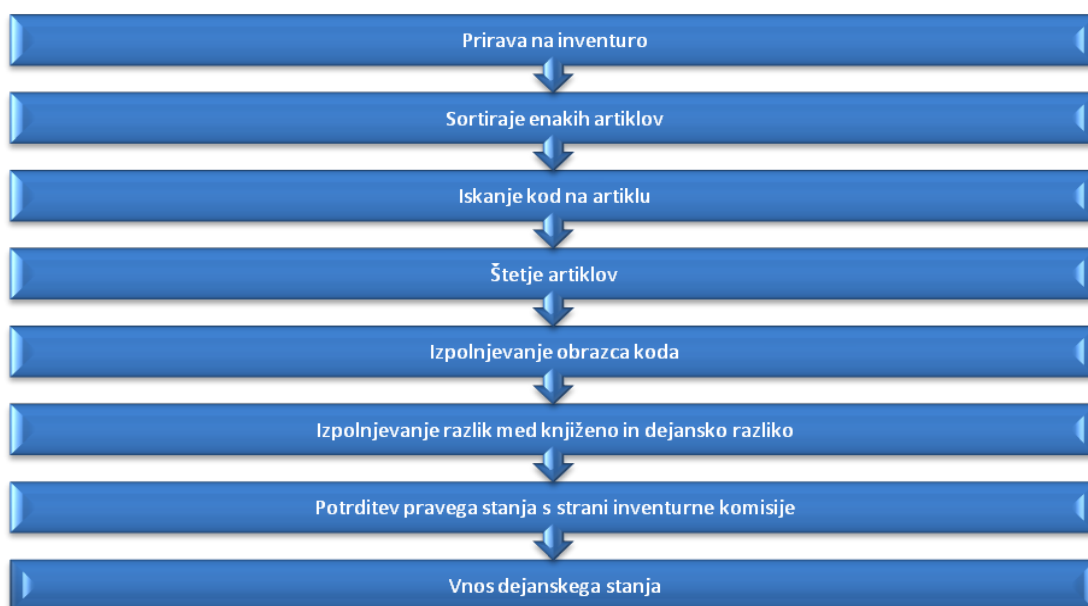 Prirava na inventuro
Sortiraje enakih artiklov
Iskanje kod na artiklu
Štetje artiklov
Izpolnjevanje obrazca koda
Izpolnjevanje razlik med knjiženo in dejansko razliko
Potrditev pravega stanja s strani inventurne komisije
Vnos dejanskega stanja